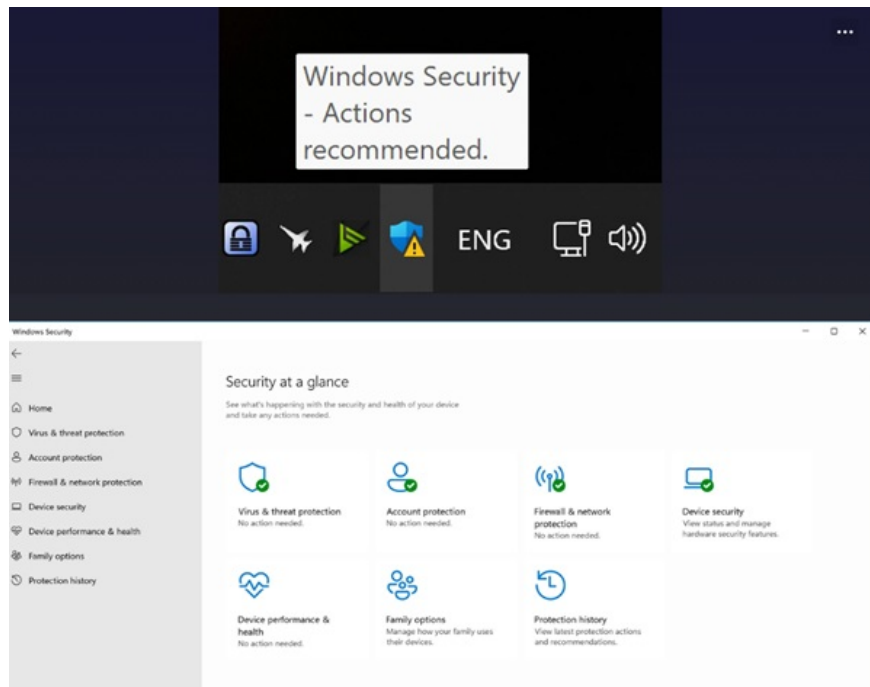 Windows Security
- Actions
recommended.
ENG
Windows Security
Security at a glance
See what's happening with the security and health of your device
and take any actions needed.
Home
Virus & threat protection
Account protection
Firewall & network protection
Device security
Device performance & health
Family options
Protection history
Virus & threat protection
No action needed.
Account protection
No action needed.
Firewall & network
protection
No action needed.
Device security
View status and manage
hardware security features.
Device performance &
health
No action needed.
Family options
Manage how your family uses
their devices.
Protection history
View latest protection actions
and recommendations.